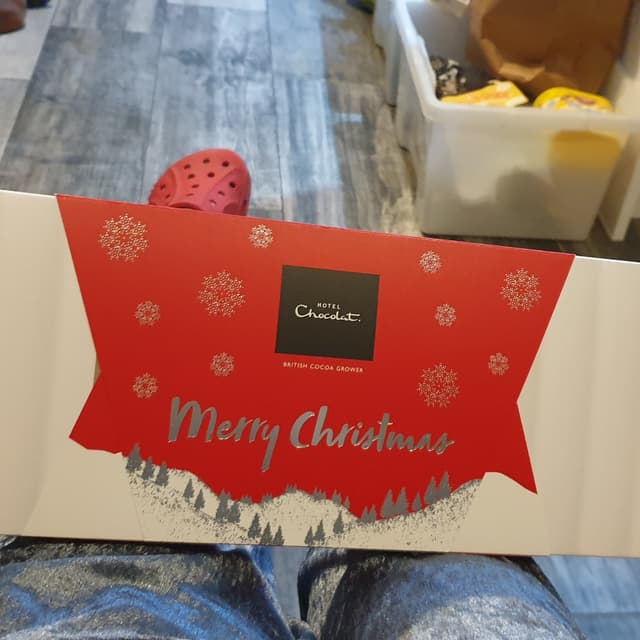 HOTEL
Chocolat.
BRITISH COCOA GROWER
Merry Christmas